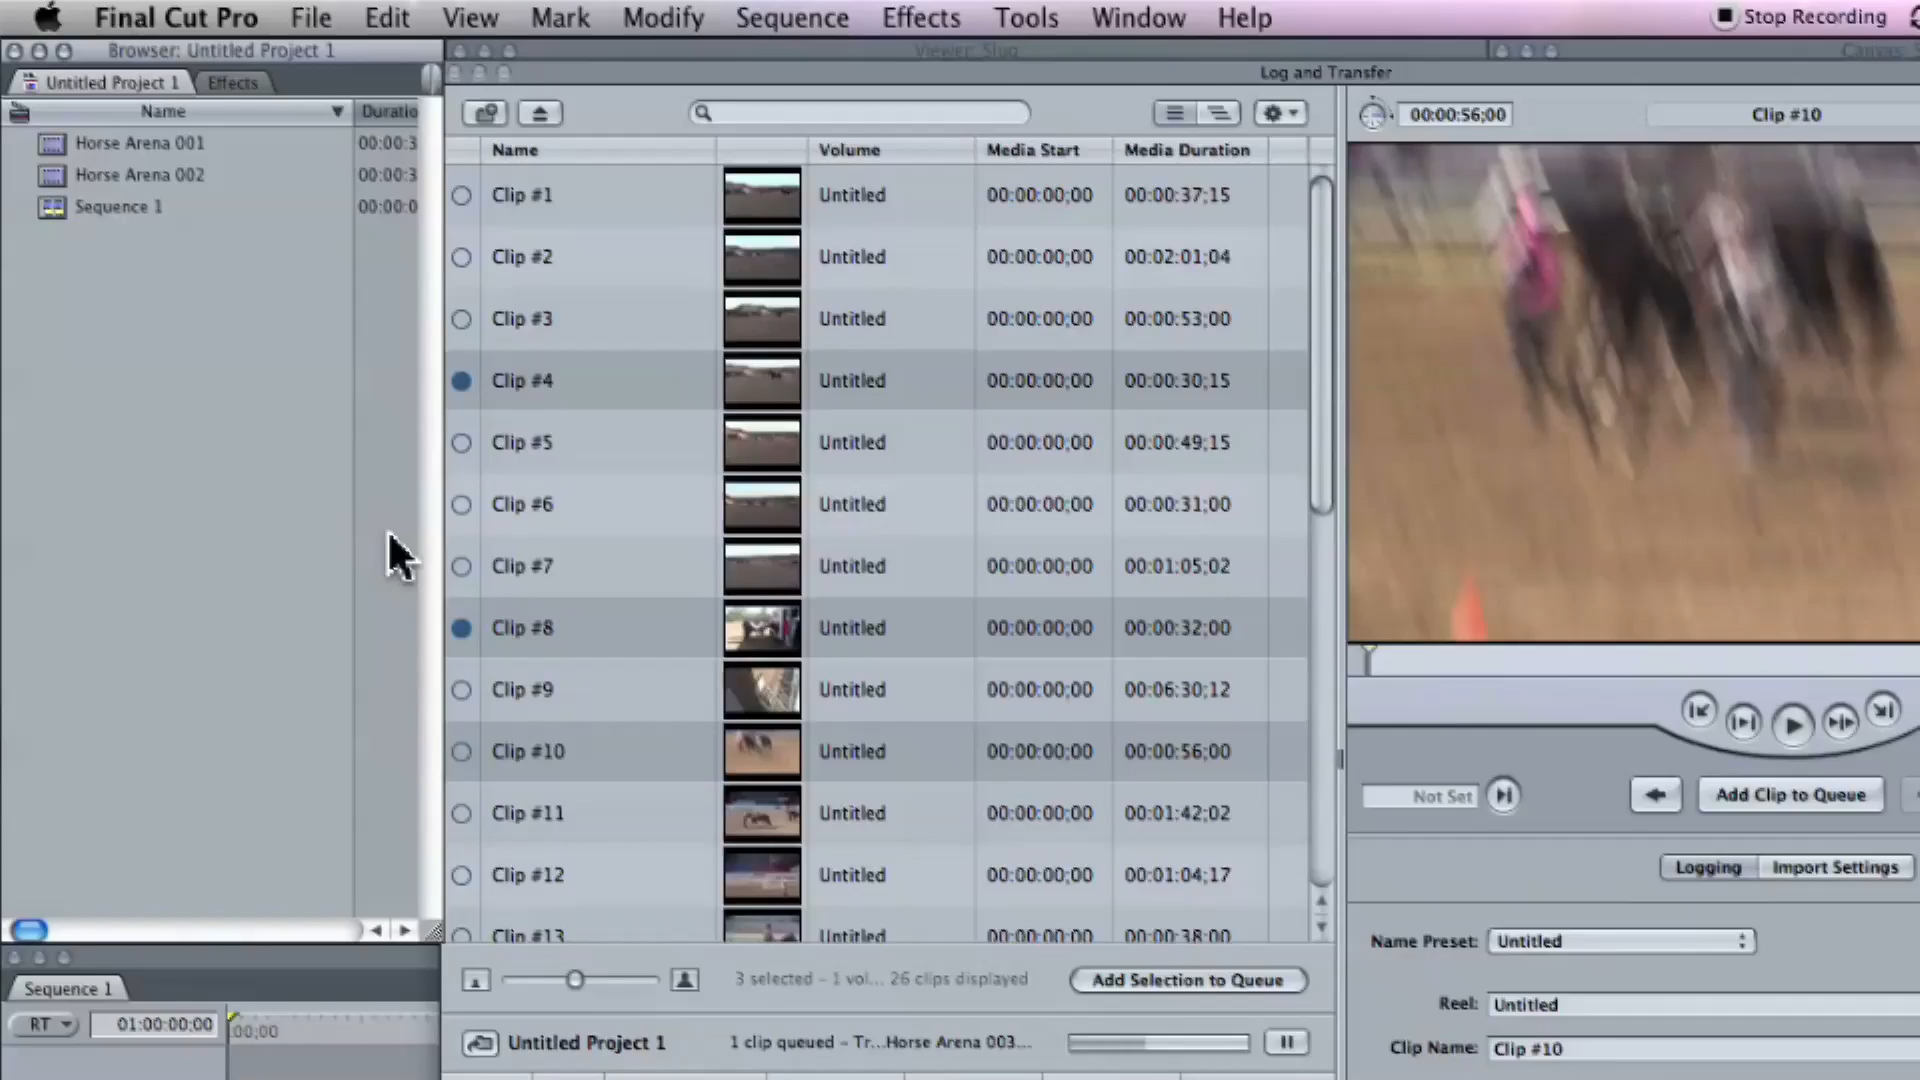 Final Cut Pro File Edit View Mark Modify Sequence Effects Tools Window Help Stop Recording
Browser: Untitled Project 1
Viewer: Slug
Log and Transfer
Untitled Project 1 Effects
Name
Horse Arena 001 00:00:3
Horse Arena 002 00:00:3
Sequence 1 00:00:0
00:00:56;00 Clip #10
Name Volume Media Start Media Duration
Clip #1 Untitled 00:00:00;00 00:00:37;15
Clip #2 Untitled 00:00:00;00 00:02:01;04
Clip #3 Untitled 00:00:00;00 00:00:53;00
Clip #4 Untitled 00:00:00;00 00:00:30;15
Clip #5 Untitled 00:00:00;00 00:00:49;15
Clip #6 Untitled 00:00:00;00 00:00:31;00
Clip #7 Untitled 00:00:00;00 00:01:05;02
Clip #8 Untitled 00:00:00;00 00:00:32;00
Clip #9 Untitled 00:00:00;00 00:06:30;12
Clip #10 Untitled 00:00:00;00 00:00:56;00
Clip #11 Untitled 00:00:00;00 00:01:42;02
Clip #12 Untitled 00:00:00;00 00:01:04;17
Clip #13 Untitled 00:00:00;00 00:00:38;00
3 selected - 1 vol... 26 clips displayed Add Selection to Queue
Untitled Project 1 1 clip queued - Tr...Horse Arena 003...
Not Set Add Clip to Queue
Logging Import Settings
Name Preset: Untitled
Reel: Untitled
Clip Name: Clip #10
Sequence 1
RT 01:00:00;00 :00;00